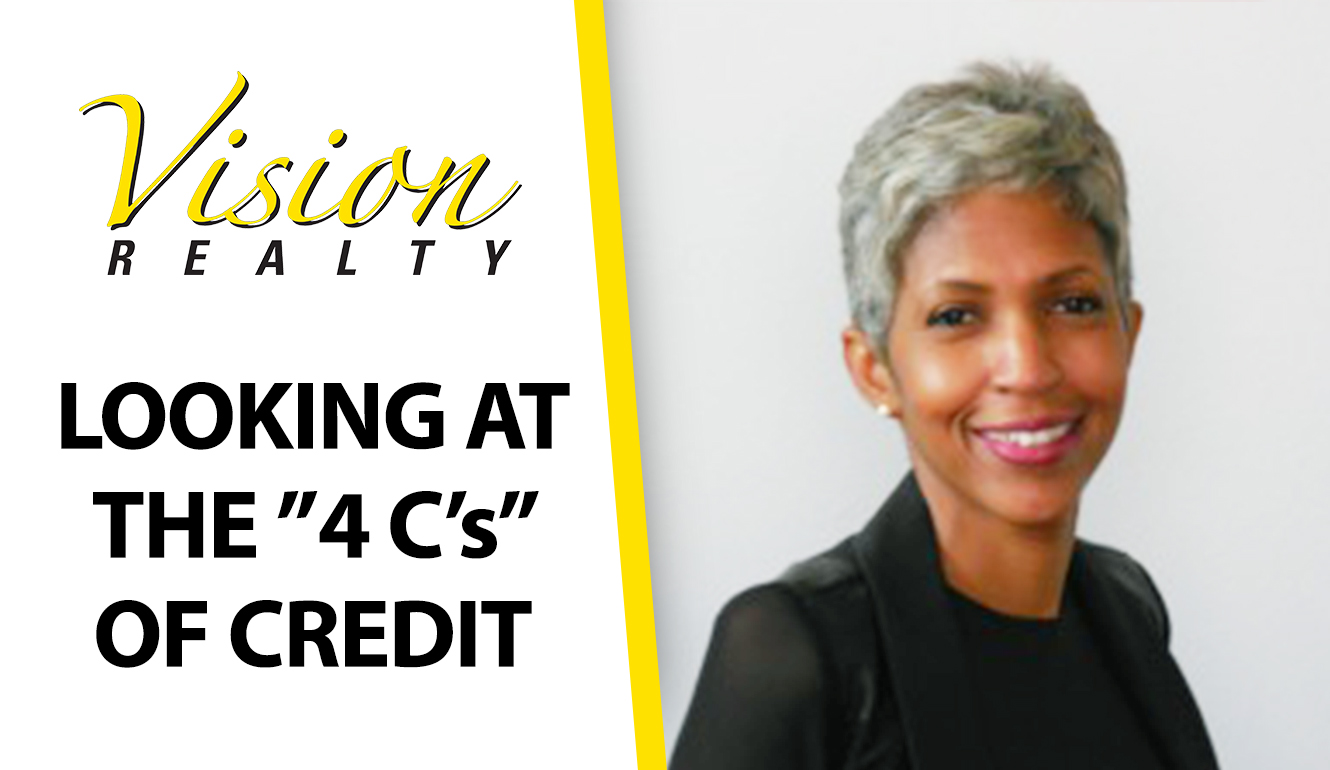 Vision
REALTY
LOOKING AT
THE ”4 C’s”
OF CREDIT